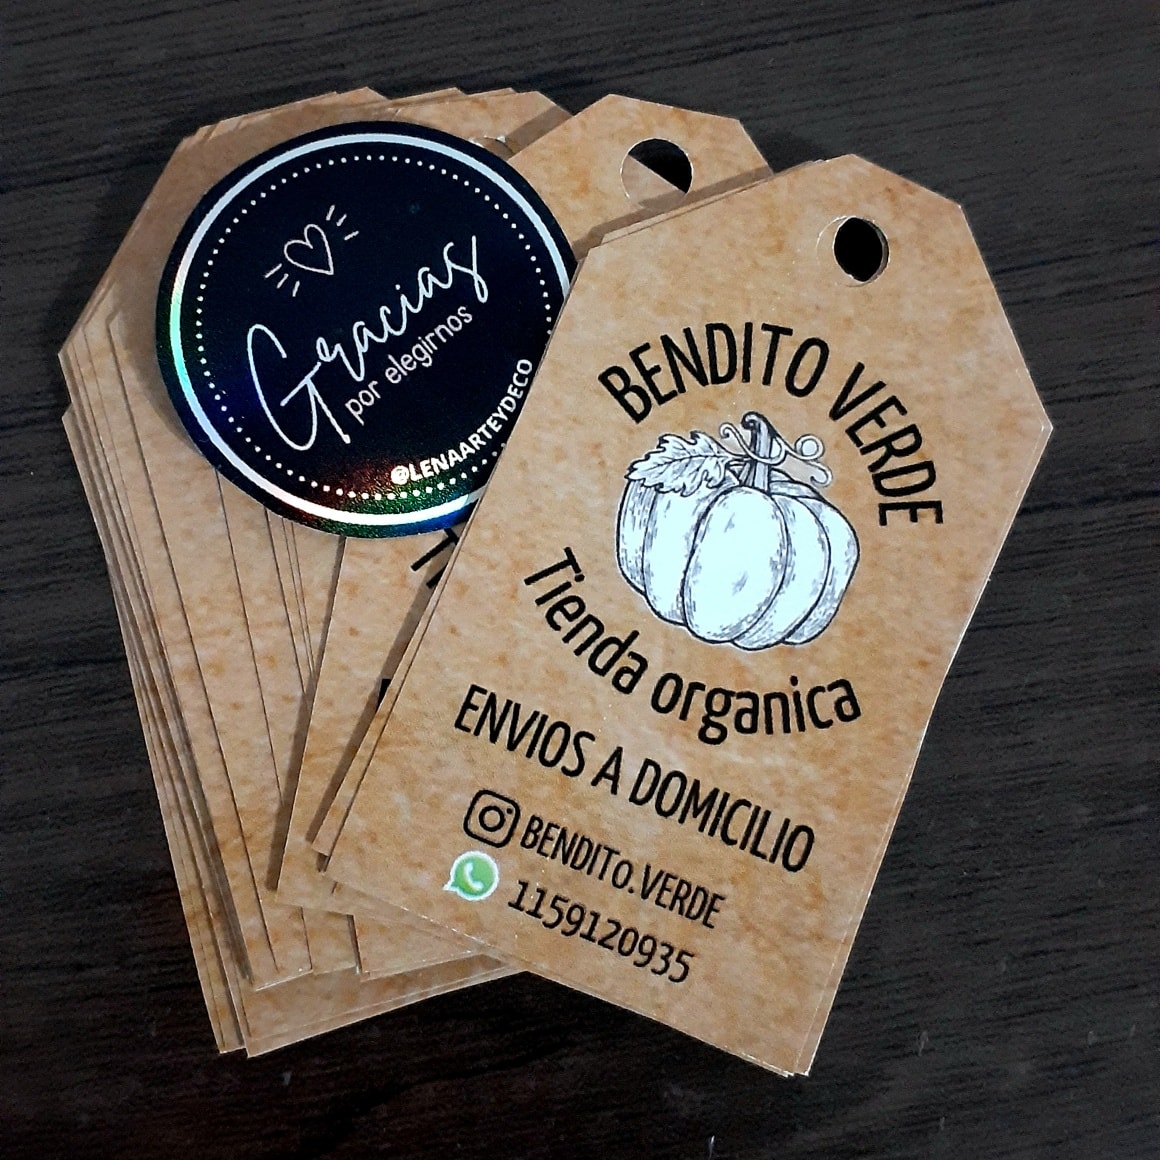 Gracias
por elegirnos
@LENAARTEYDECO
BENDITO VERDE
Tienda organica
ENVIOS A DOMICILIO
BENDITo.VERDE
1159120935